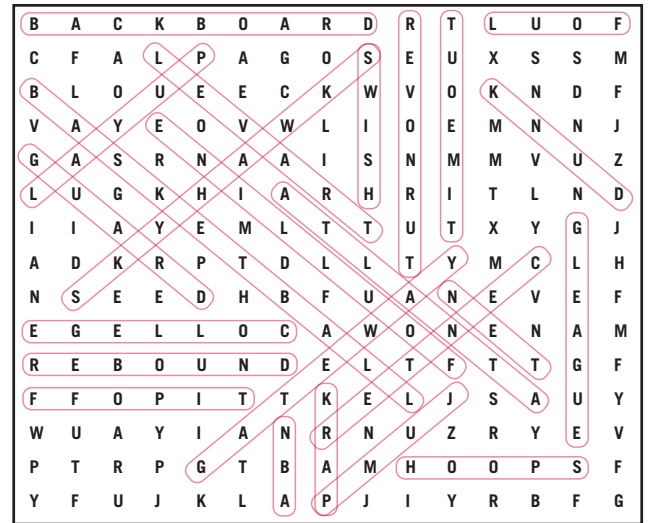 B A C K B O A R D R T L U O F
C F A L P A G O S E U X S S M
B L O U E E C K W V O K N D F
V A Y E O V W L I O E M N N J
G A S R N A A I S N M M V U Z
L U G K H I A R H R I T L N D
I I A Y E M L T T U T X Y G J
A D K R P T D L L T Y M C L H
N S E E D H B F U A N E V E F
E G E L L O C A W O N E N A M
R E B O U N D E L T F T T G F
F F O P I T T K E L J S A U Y
W U A Y I A N R N U Z R Y E V
P T R P G T B A M H O O P S F
Y F U J K L A P J I Y R B F G